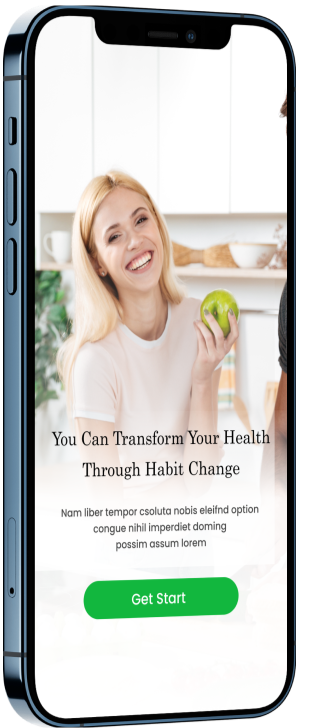 You Can Transform Your Health
Through Habit Change
Nam liber tempor csoluta nobis eleifnd option
congue nihil imperdiet doming
possim assum lorem
Get Start